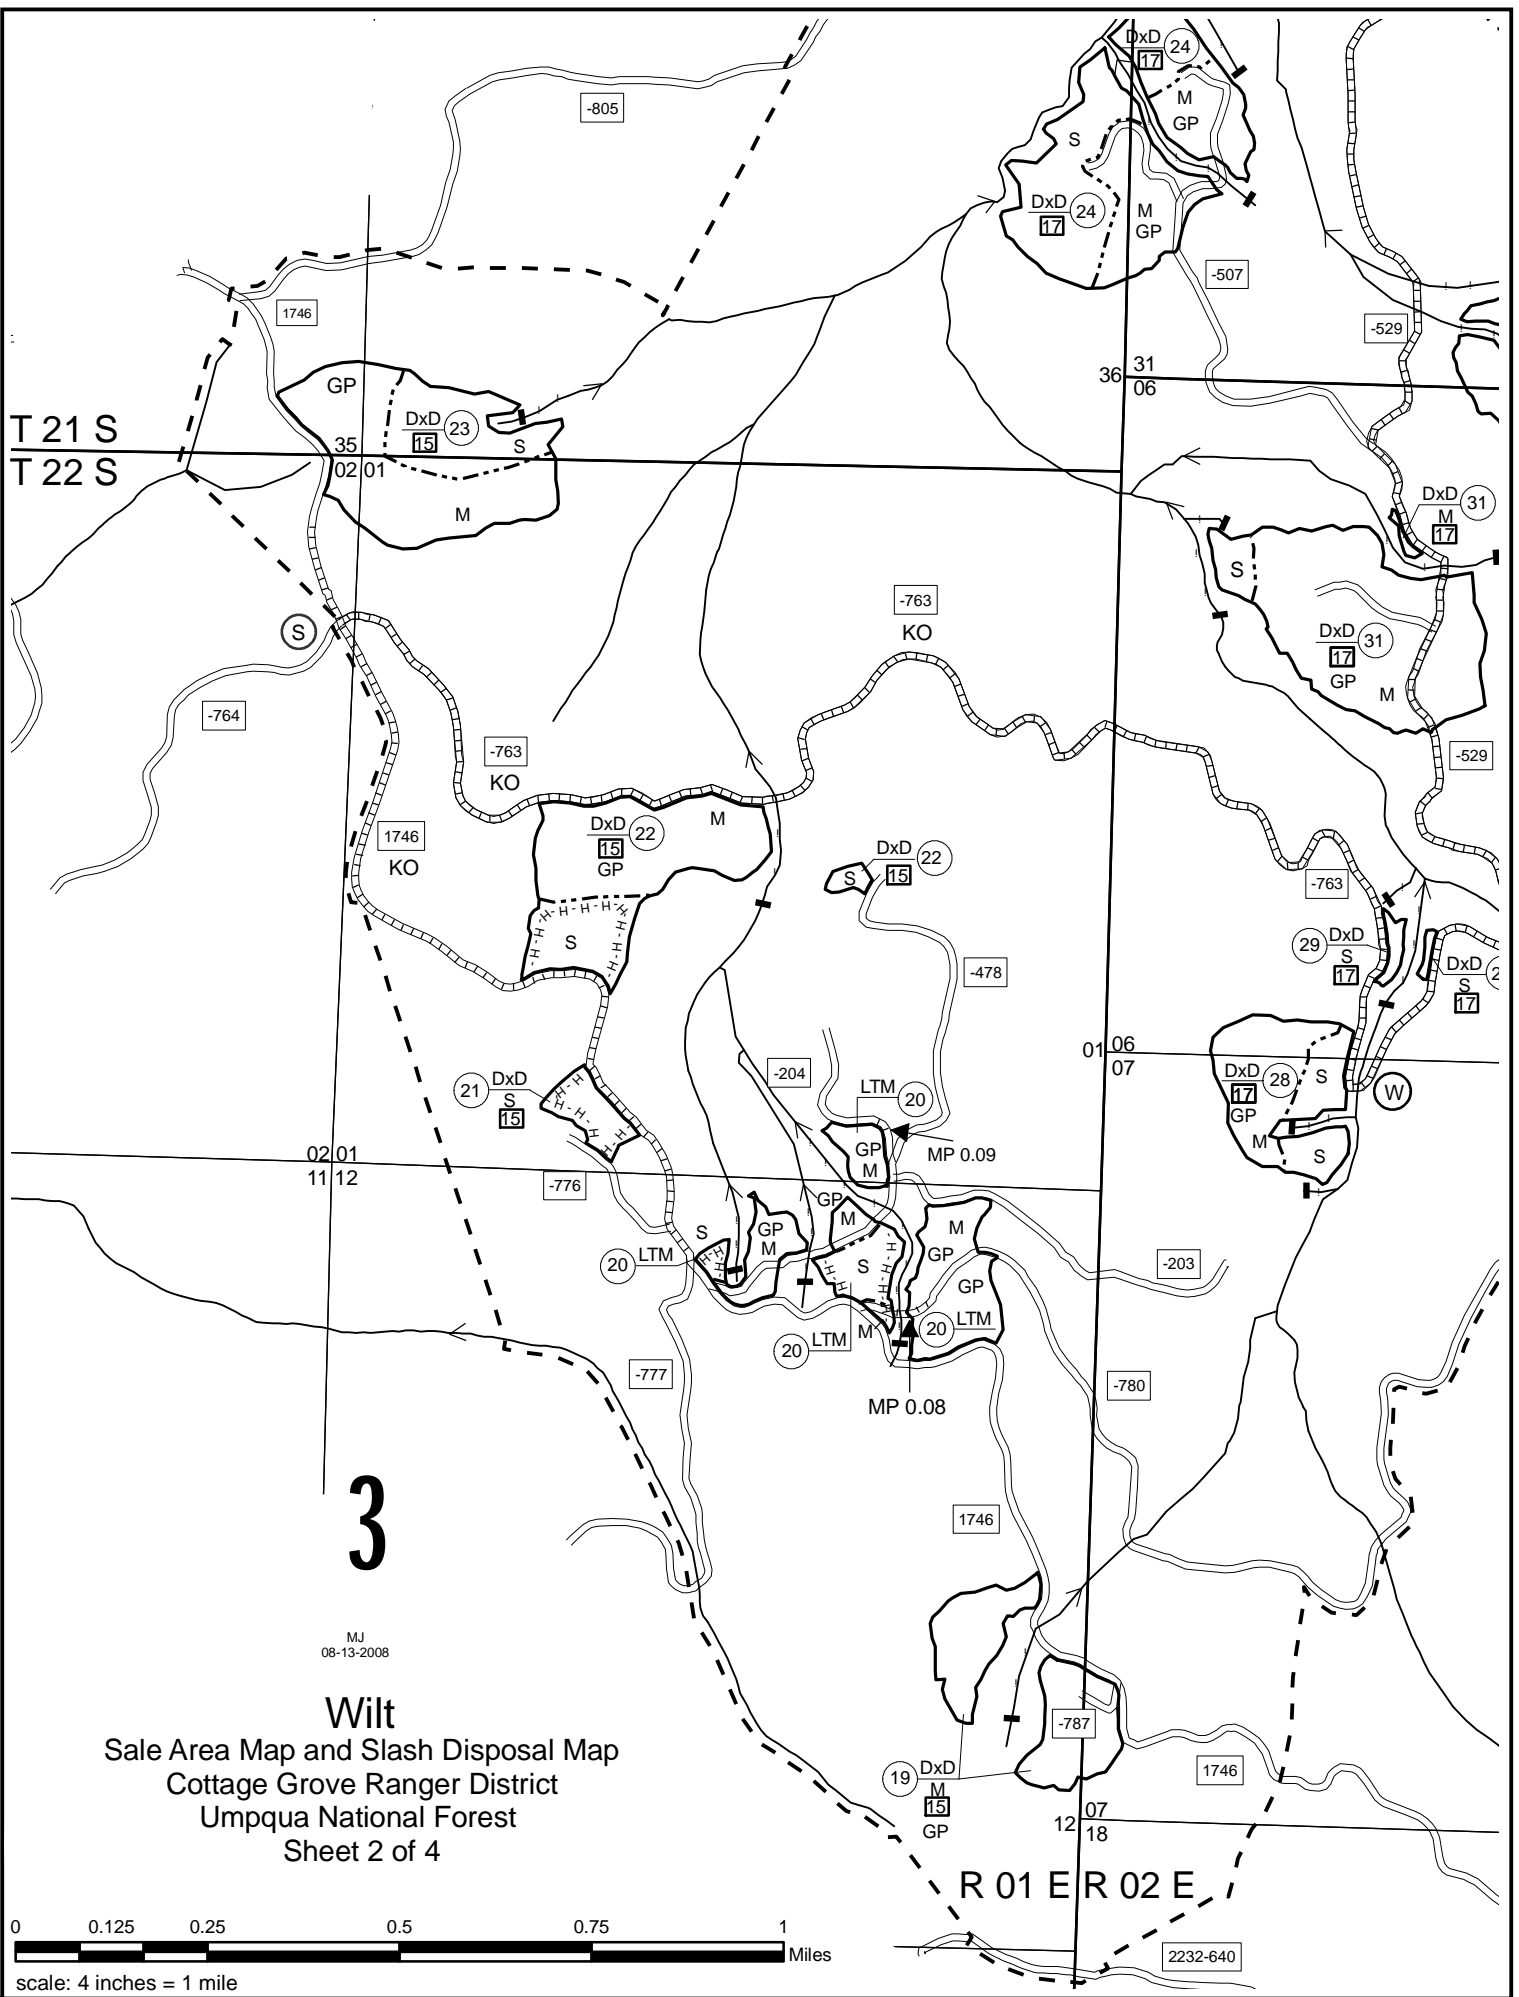 DxD 24
17
M
GP
-805
S
DxD 24
17
M
GP
-507
1746
-529
36 31
06
GP
DxD 23
15
S
T 21 S
35
T 22 S
02 01
M
DxD 31
M
17
S
-763
KO
S
DxD 31
17
GP
M
-764
-763
KO
-529
M
DxD 22
15
GP
1746
KO
DxD 22
S
15
-763
H-H-H-H-H
S
29 DxD
S
17
-478
DxD
S
17
01 06
07
-204
DxD 28
17
GP
S
W
21 DxD
S
15
LTM 20
GP
M
MP 0.09
M
S
02 01
11 12
-776
GP
M
GP
M
M
GP
S
20 LTM
S
-203
GP
20 LTM
M
20 LTM
-777
MP 0.08
-780
3
1746
MJ
08-13-2008
Wilt
Sale Area Map and Slash Disposal Map
Cottage Grove Ranger District
Umpqua National Forest
Sheet 2 of 4
-787
19 DxD
M
15
GP
1746
07
12 18
R 01 E R 02 E
2232-640
0 0.125 0.25 0.5 0.75 1
Miles
scale: 4 inches = 1 mile